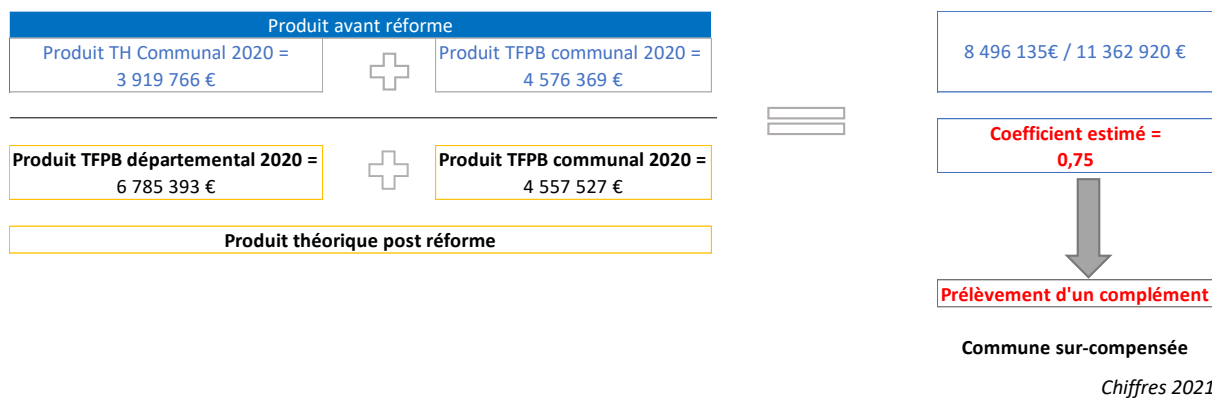 Produit avant réforme
Produit TH Communal 2020 =
3 919 766 €
Produit TFPB communal 2020 =
4 576 369 €
8 496 135€ / 11 362 920 €
Produit TFPB départemental 2020 =
6 785 393 €
Produit TFPB communal 2020 =
4 557 527 €
Coefficient estimé =
0,75
Produit théorique post réforme
Prélèvement d'un complément
Commune sur-compensée
Chiffres 2021